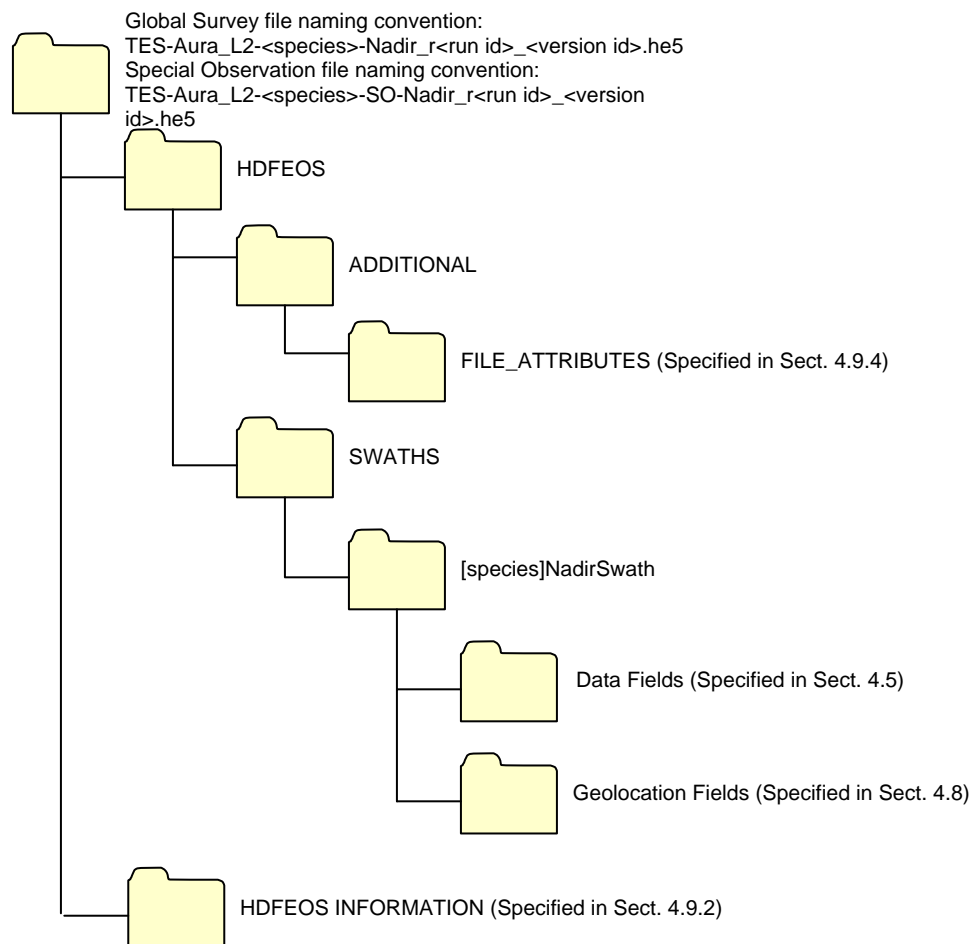 Global Survey file naming convention:
TES-Aura_L2-<species>-Nadir_r<run id>_<version id>.he5
Special Observation file naming convention:
TES-Aura_L2-<species>-SO-Nadir_r<run id>_<version
id>.he5
HDFEOS
ADDITIONAL
FILE_ATTRIBUTES (Specified in Sect. 4.9.4)
SWATHS
[species]NadirSwath
Data Fields (Specified in Sect. 4.5)
Geolocation Fields (Specified in Sect. 4.8)
HDFEOS INFORMATION (Specified in Sect. 4.9.2)